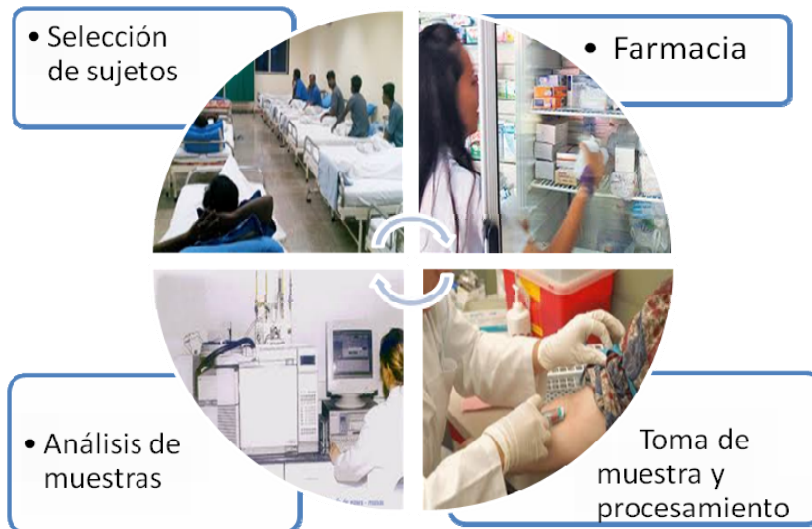 • Selección
de sujetos
• Farmacia
• Análisis de
muestras
Toma de
muestra y
procesamiento